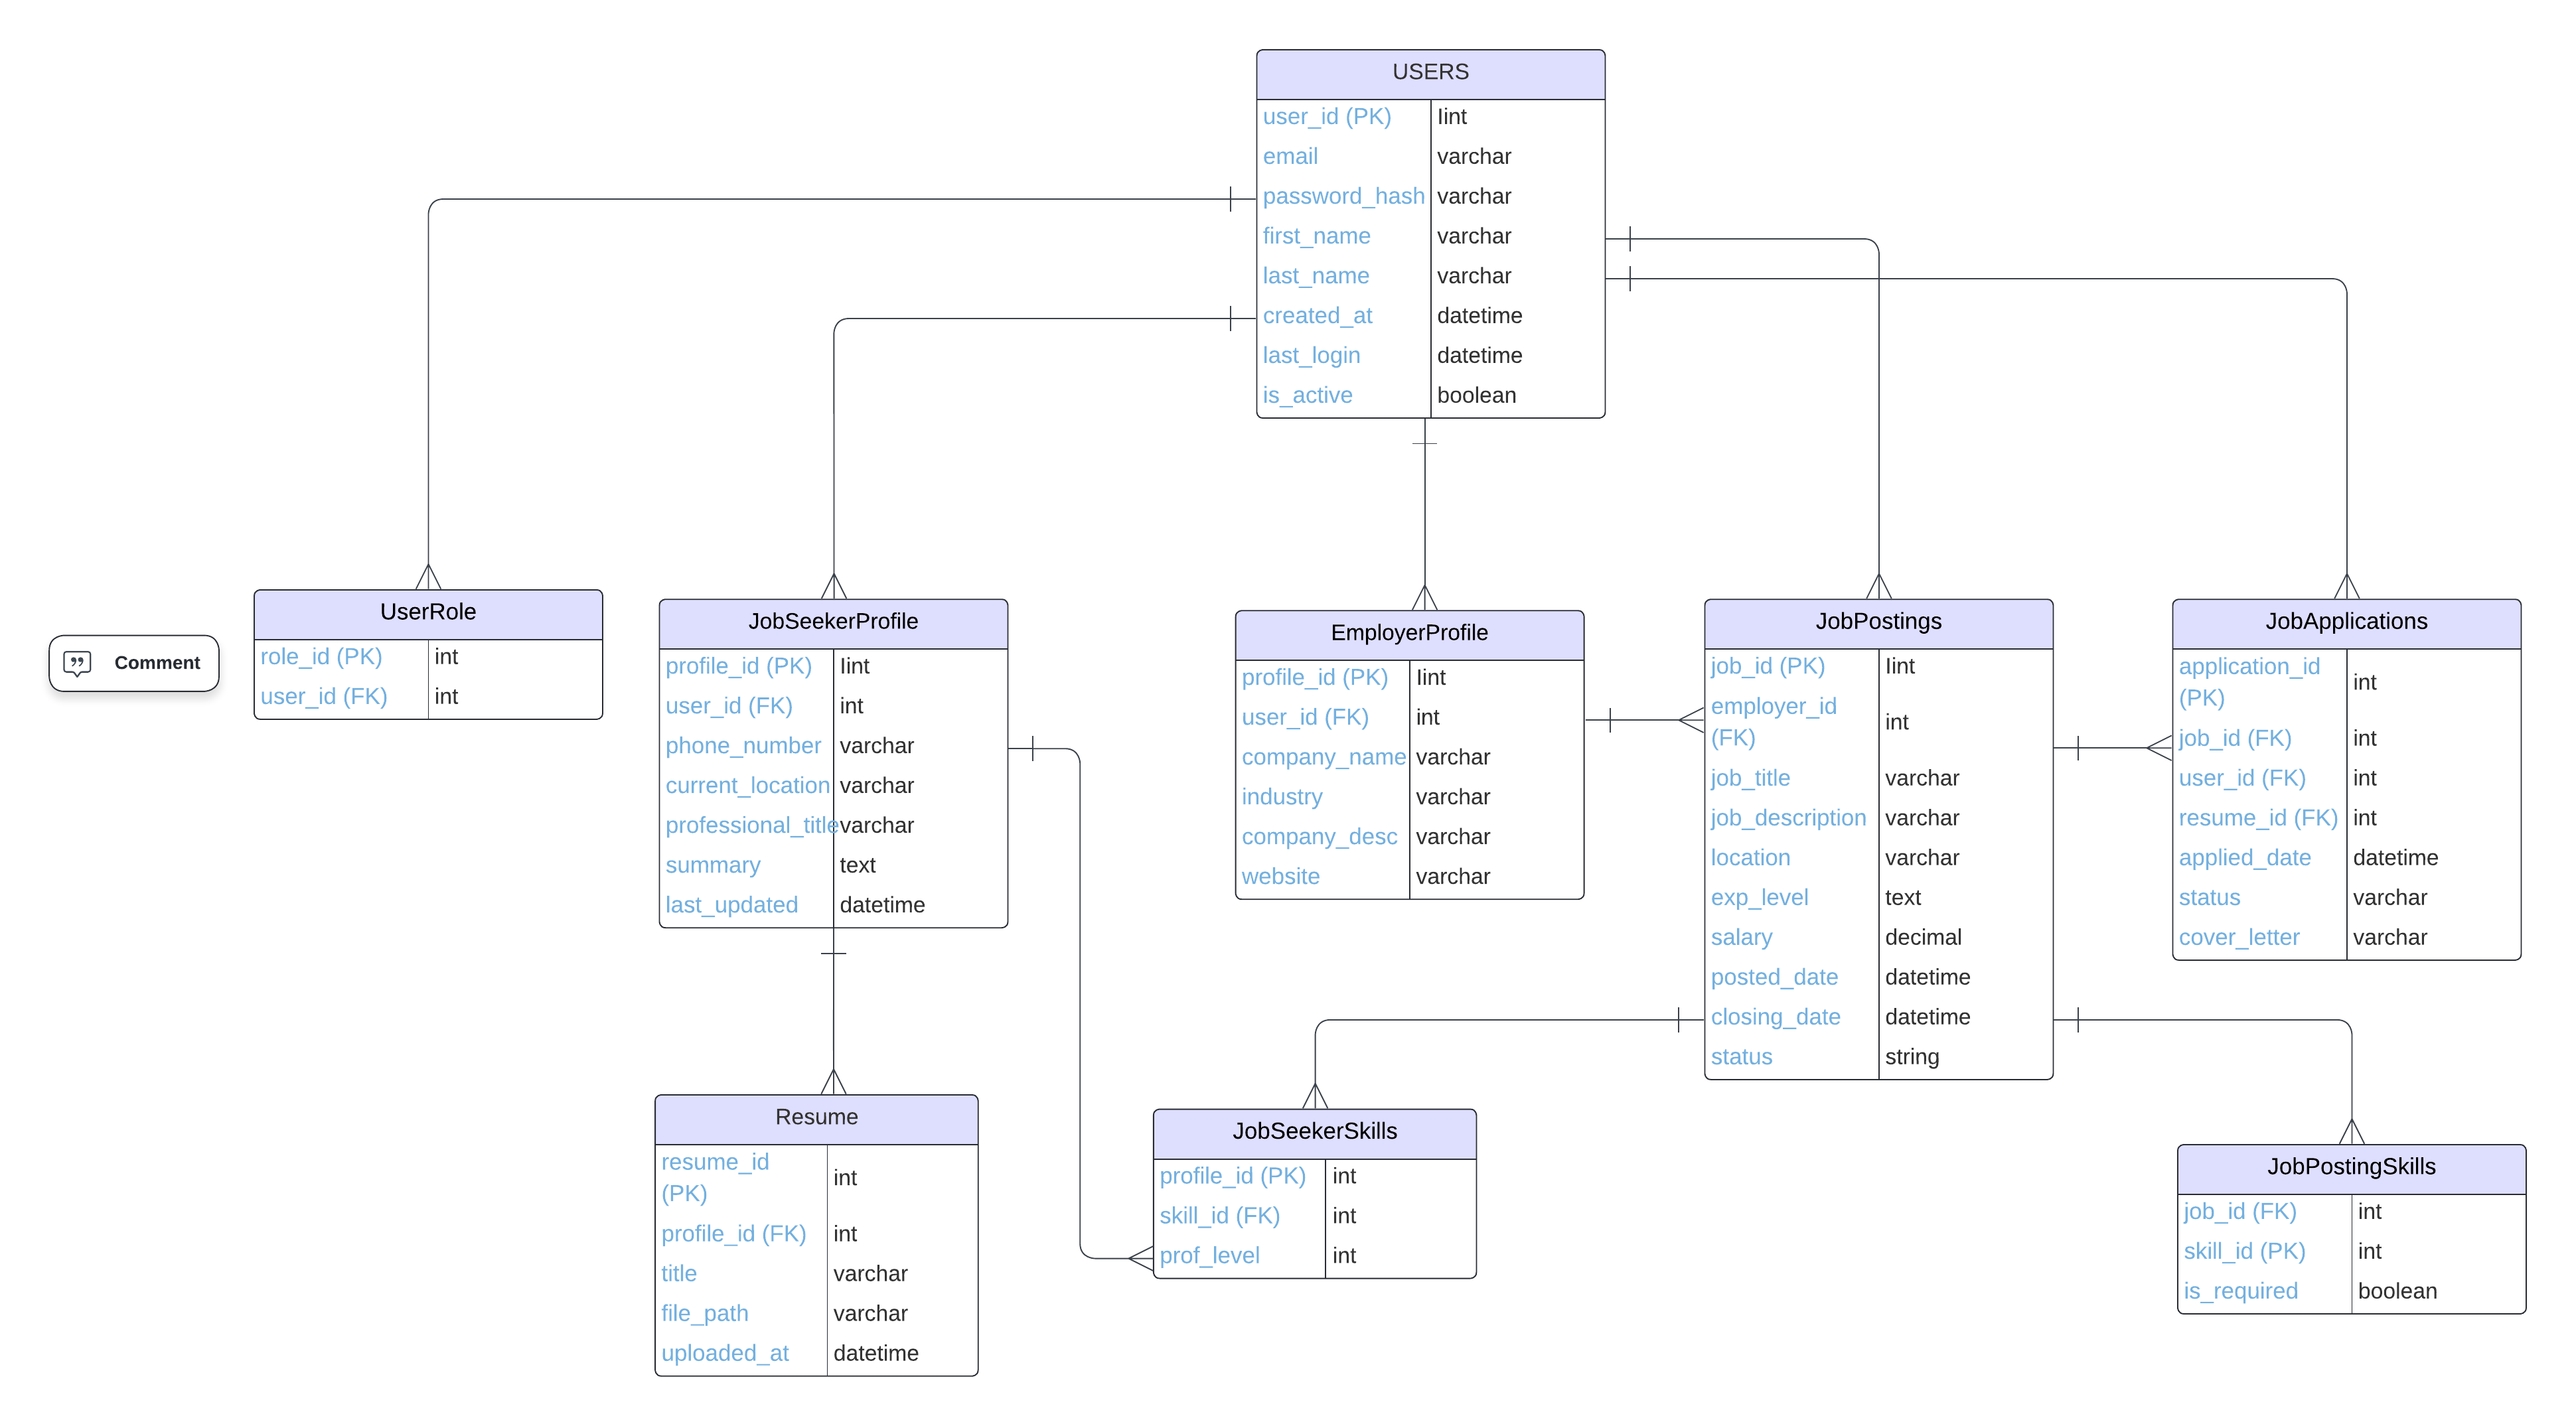 USERS
user_id (PK) Iint
email varchar
password_hash varchar
first_name varchar
last_name varchar
created_at datetime
last_login datetime
is_active boolean
Comment
UserRole
role_id (PK) int
user_id (FK) int
JobSeekerProfile
profile_id (PK) Iint
user_id (FK) int
phone_number varchar
current_location varchar
professional_title varchar
summary text
last_updated datetime
EmployerProfile
profile_id (PK) Iint
user_id (FK) int
company_name varchar
industry varchar
company_desc varchar
website varchar
JobPostings
job_id (PK) Iint
employer_id
(FK) int
job_title varchar
job_description varchar
location varchar
exp_level text
salary decimal
posted_date datetime
closing_date datetime
status string
JobApplications
application_id
(PK) int
job_id (FK) int
user_id (FK) int
resume_id (FK) int
applied_date datetime
status varchar
cover_letter varchar
Resume
resume_id
(PK) int
profile_id (FK) int
title varchar
file_path varchar
uploaded_at datetime
JobSeekerSkills
profile_id (PK) int
skill_id (FK) int
prof_level int
JobPostingSkills
job_id (FK) int
skill_id (PK) int
is_required boolean